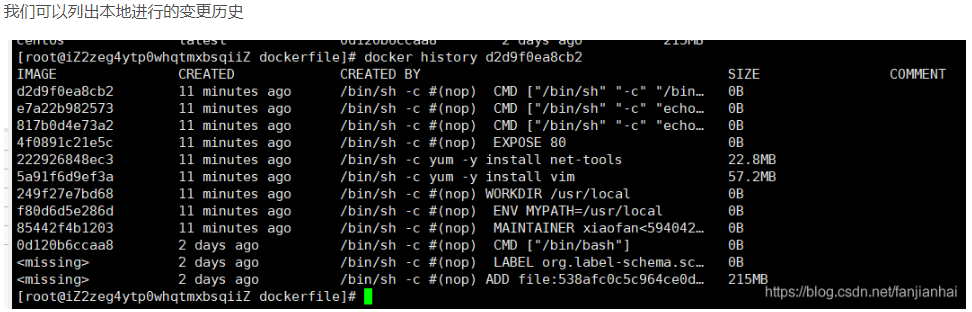 我们可以列出本地进行的变更历史
centos latest 0d120b6ccaa8 2 days ago 215MB
[root@iZ2zeg4ytp0whqtmxbsqiiZ dockerfile]# docker history d2d9f0ea8cb2
IMAGE CREATED CREATED BY SIZE COMMENT
d2d9f0ea8cb2 11 minutes ago /bin/sh -c #(nop) CMD ["/bin/sh" "-c" "/bin… 0B
e7a22b982573 11 minutes ago /bin/sh -c #(nop) CMD ["/bin/sh" "-c" "echo… 0B
817b0d4e73a2 11 minutes ago /bin/sh -c #(nop) CMD ["/bin/sh" "-c" "echo… 0B
4f0891c21e5c 11 minutes ago /bin/sh -c #(nop) EXPOSE 80 0B
222926848ec3 11 minutes ago /bin/sh -c yum -y install net-tools 22.8MB
5a91f6d9ef3a 11 minutes ago /bin/sh -c yum -y install vim 57.2MB
249f27e7bd68 11 minutes ago /bin/sh -c #(nop) WORKDIR /usr/local 0B
f80d6d5e286d 11 minutes ago /bin/sh -c #(nop) ENV MYPATH=/usr/local 0B
85442f4b1203 11 minutes ago /bin/sh -c #(nop) MAINTAINER xiaofan<594042… 0B
0d120b6ccaa8 2 days ago /bin/sh -c #(nop) CMD ["/bin/bash"] 0B
<missing> 2 days ago /bin/sh -c #(nop) LABEL org.label-schema.sc… 0B
<missing> 2 days ago /bin/sh -c #(nop) ADD file:538afc0c5c964ce0d… 215MB
[root@iZ2zeg4ytp0whqtmxbsqiiZ dockerfile]#
https://blog.csdn.net/fanjianhai